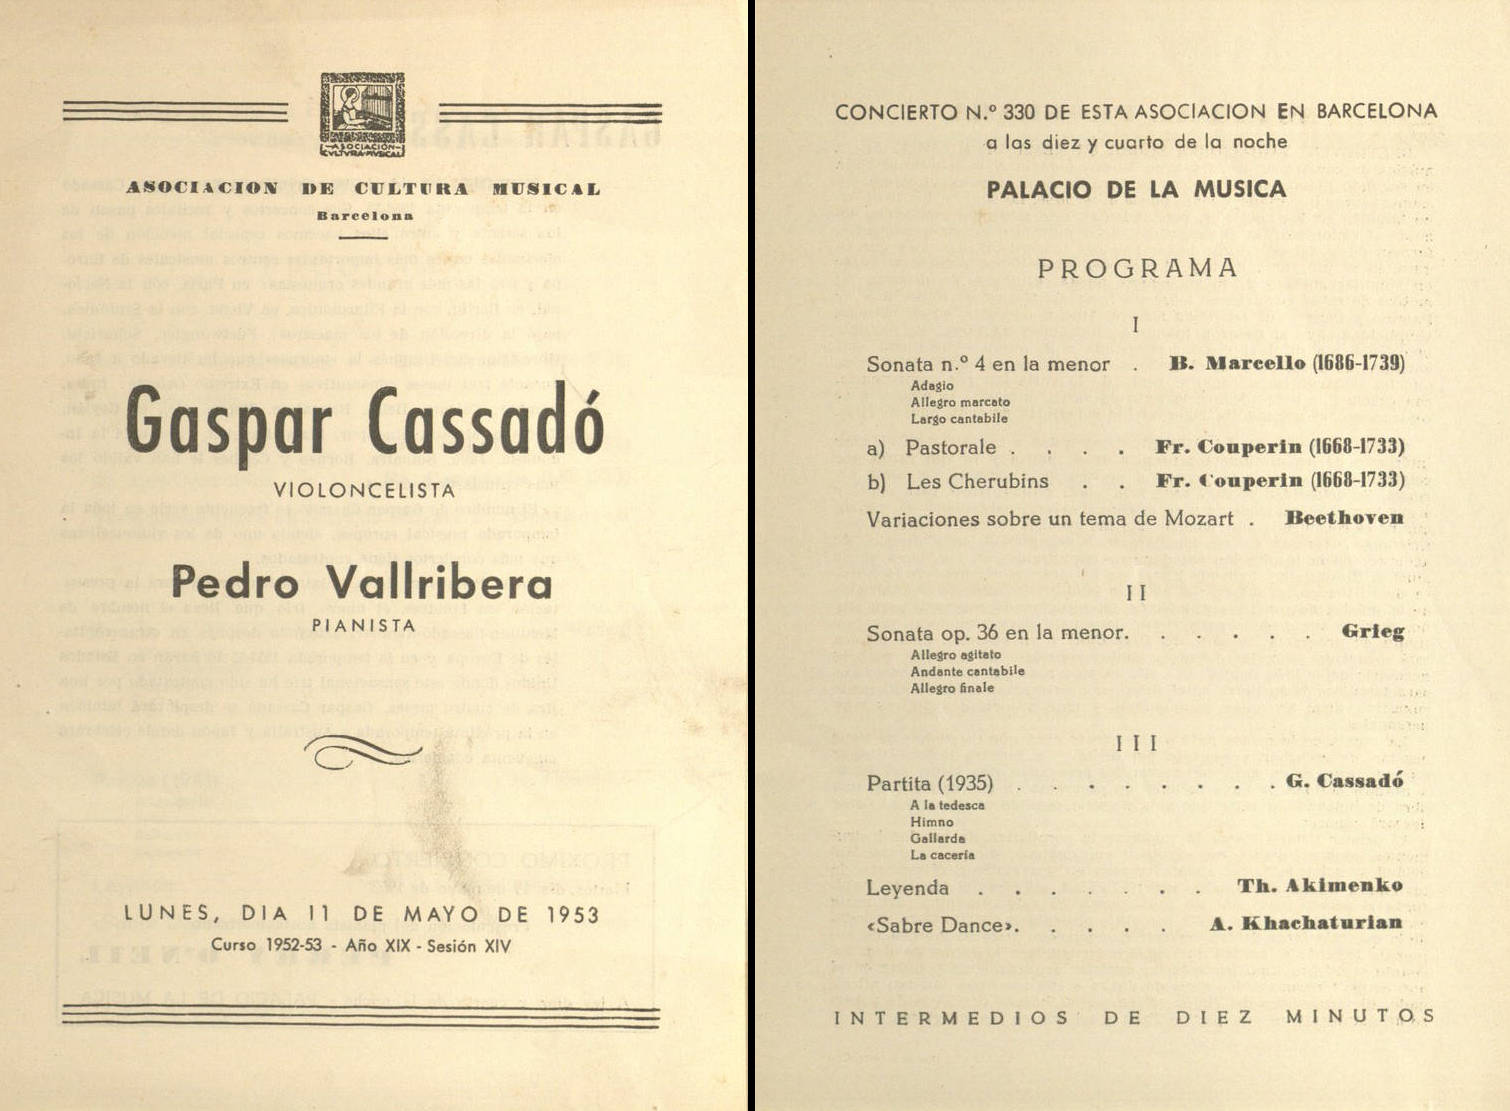 ASOCIACIÓN
CVLTVRA MVSICAL
ASOCIACION DE CULTURA MUSICAL
Barcelona
Gaspar Cassadó
VIOLONCELISTA
Pedro Vallribera
PIANISTA
LUNES, DIA 11 DE MAYO DE 1953
Curso 1952-53 - Año XIX - Sesión XIV
CONCIERTO N.º 330 DE ESTA ASOCIACION EN BARCELONA
a las diez y cuarto de la noche
PALACIO DE LA MUSICA
PROGRAMA
I
Sonata n.º 4 en la menor . B. Marcello (1686-1739)
Adagio
Allegro marcato
Largo cantabile
a) Pastorale . . . . Fr. Couperin (1668-1733)
b) Les Cherubins . . Fr. Couperin (1668-1733)
Variaciones sobre un tema de Mozart . Beethoven
II
Sonata op. 36 en la menor. . . . . . Grieg
Allegro agitato
Andante cantabile
Allegro finale
III
Partita (1935) . . . . . . . . G. Cassadó
A la tedesca
Himno
Gallarda
La cacería
Leyenda . . . . . . . Th. Akimenko
«Sabre Dance». . . . . A. Khachaturian
INTERMEDIOS DE DIEZ MINUTOS